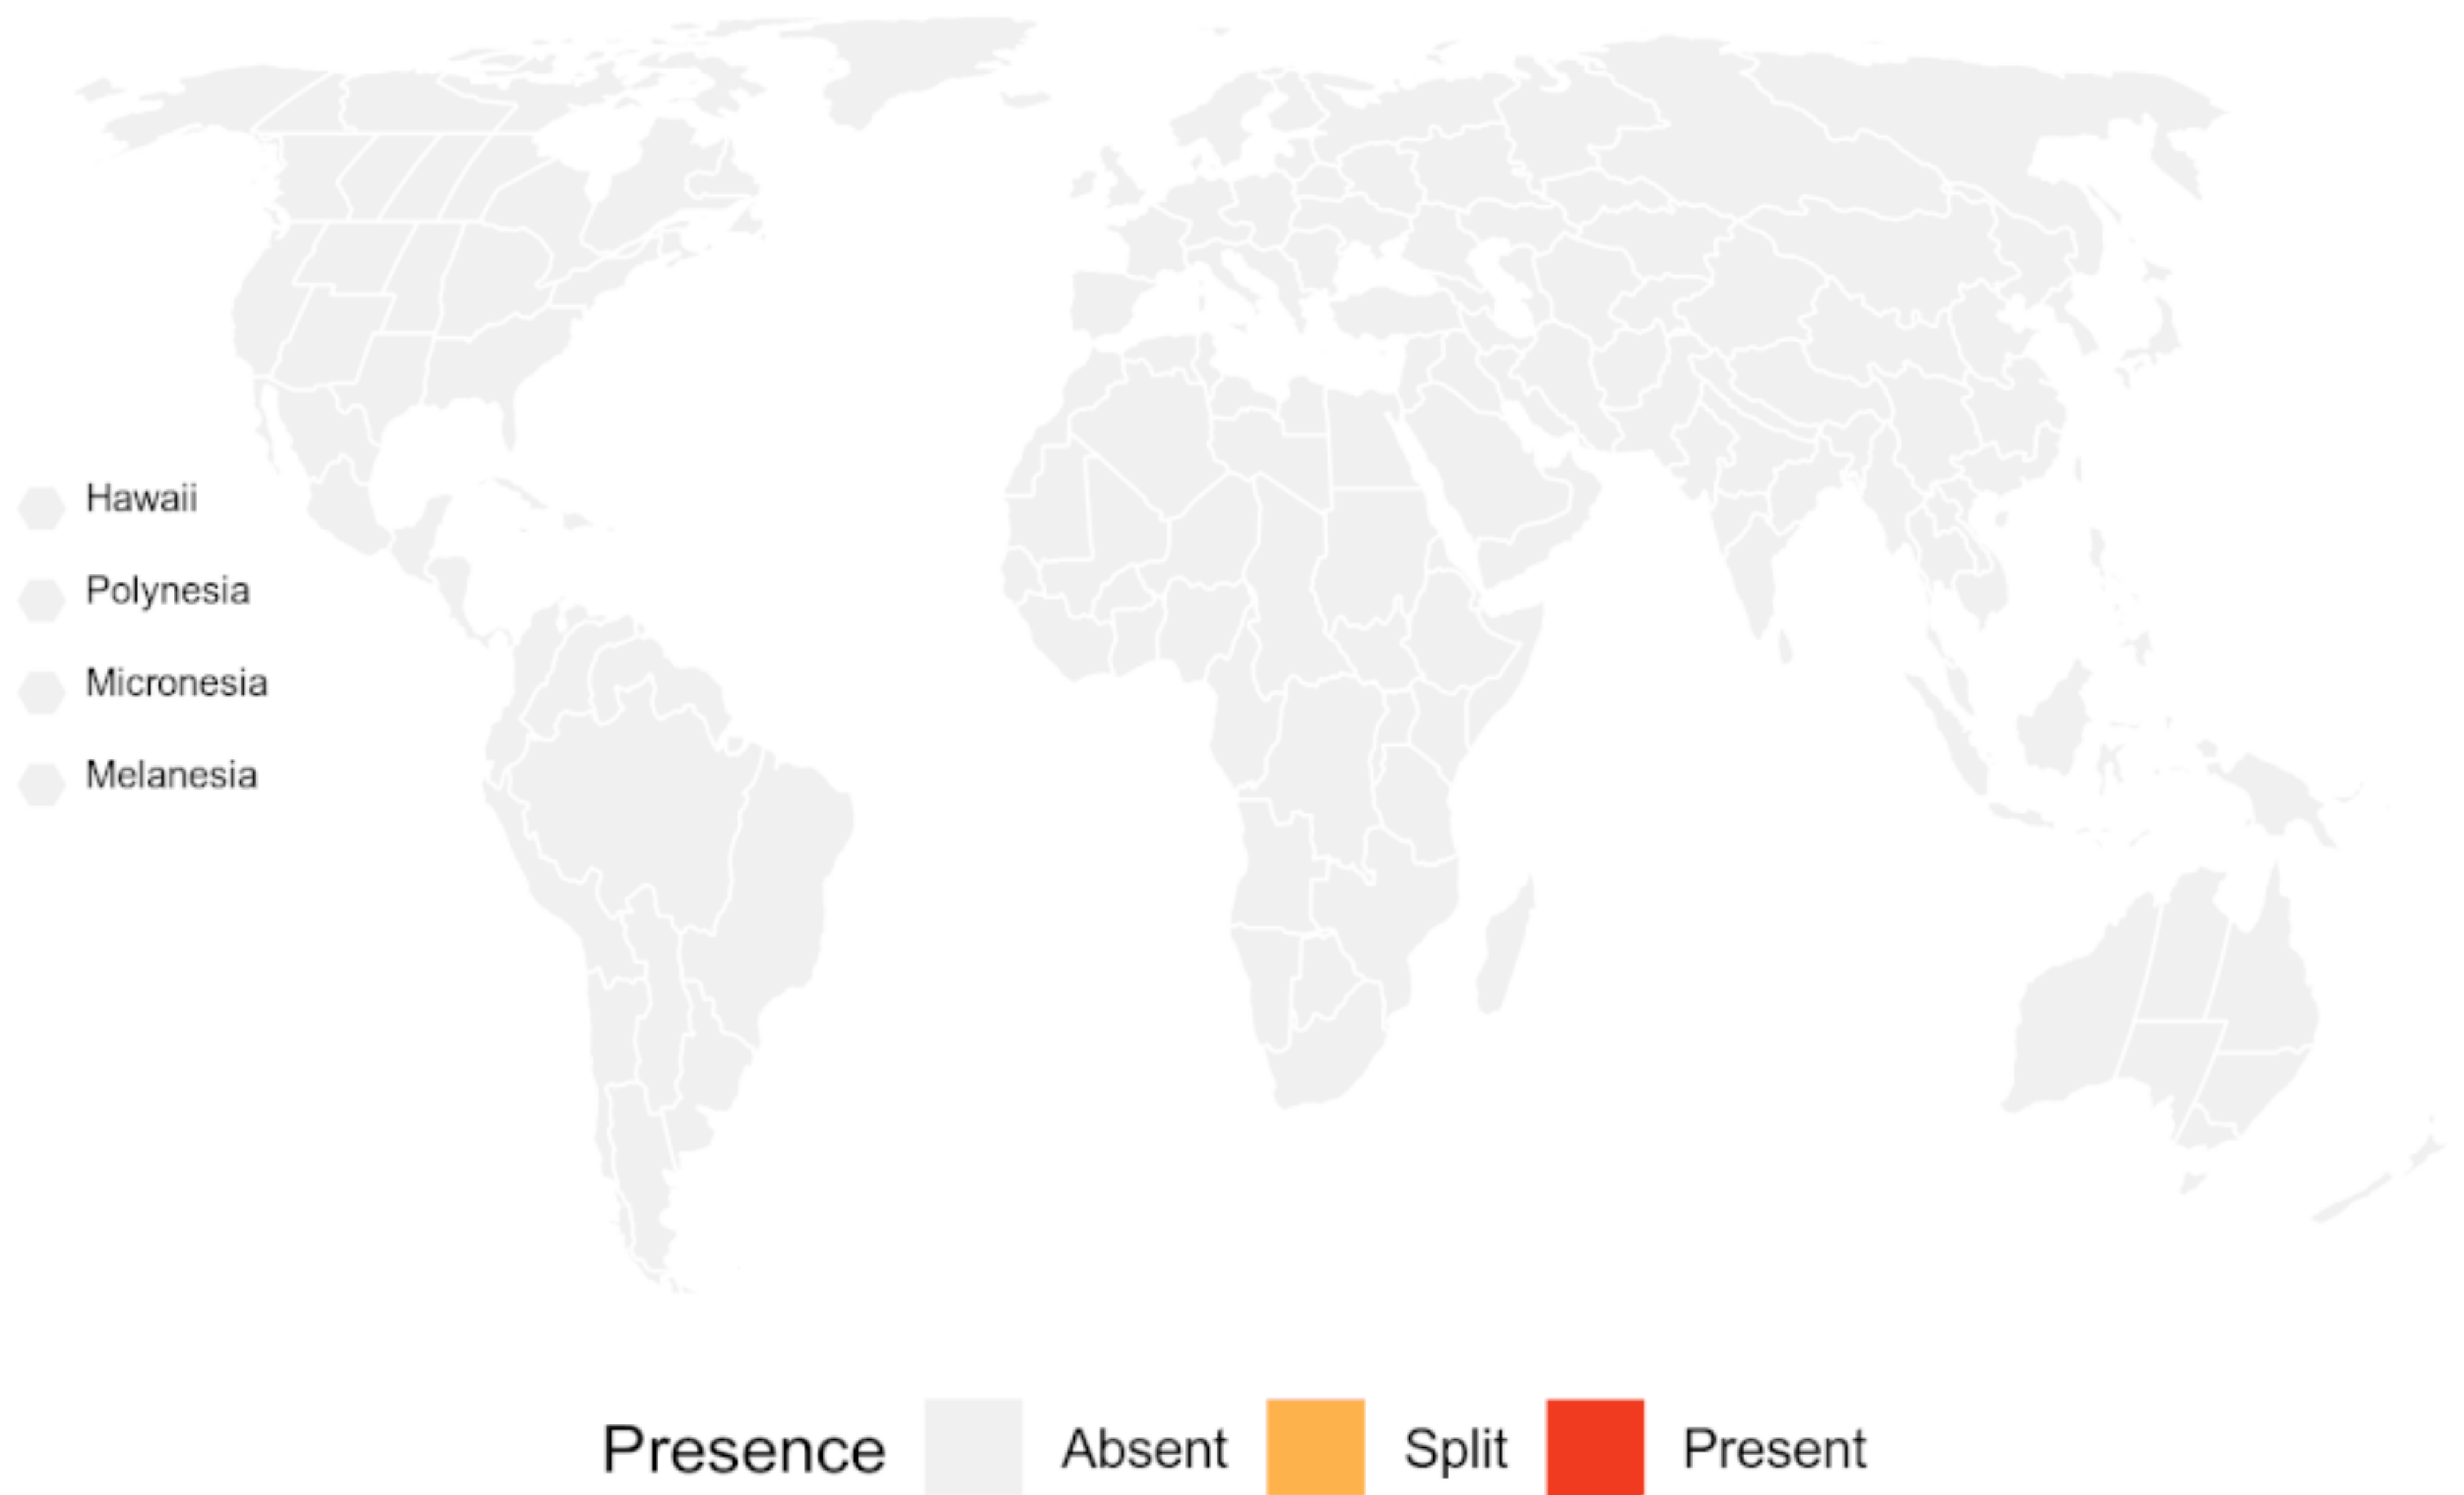 Hawaii
Polynesia
Micronesia
Melanesia
Presence Absent Split Present